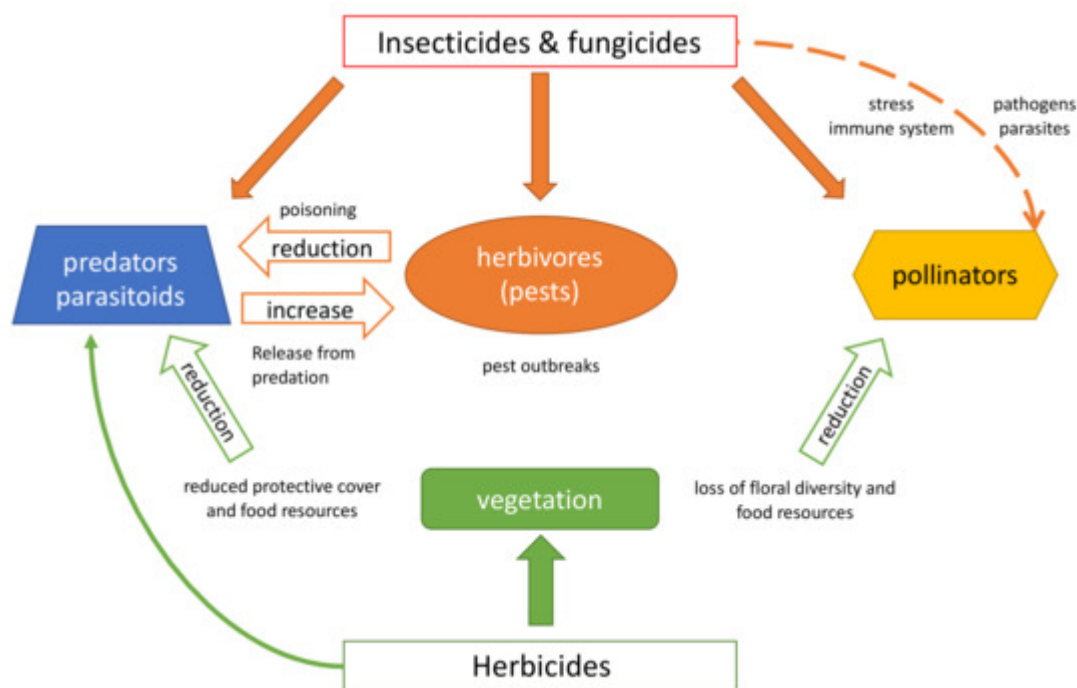 Insecticides & fungicides
stress
immune system
pathogens
parasites
poisoning
reduction
predators
parasitoids
herbivores
(pests)
pollinators
increase
Release from
predation
pest outbreaks
reduction
reduction
reduced protective cover
and food resources
vegetation
loss of floral diversity and
food resources
Herbicides